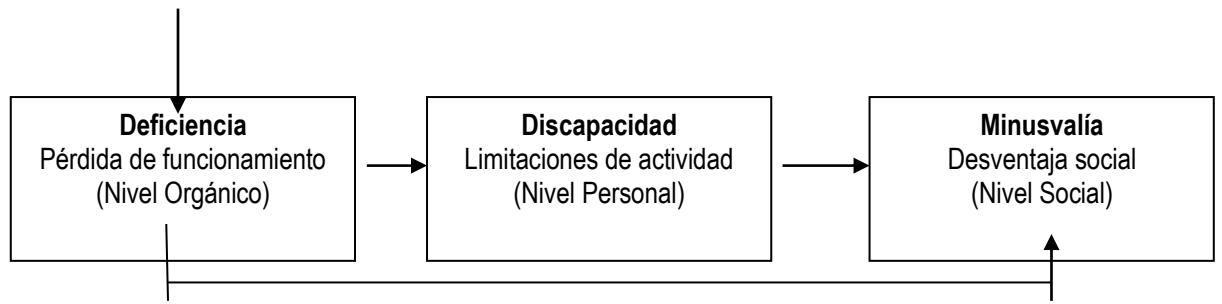 Deficiencia
Pérdida de funcionamiento
(Nivel Orgánico)
Discapacidad
Limitaciones de actividad
(Nivel Personal)
Minusvalía
Desventaja social
(Nivel Social)